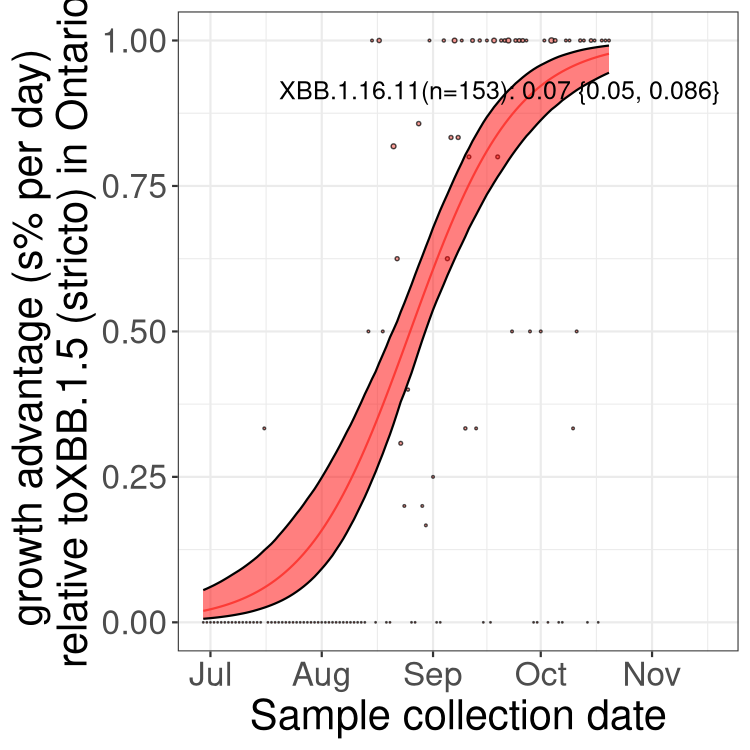 growth advantage (s% per day)
relative toXBB.1.5 (stricto) in Ontario
1.00
0.75
0.50
0.25
0.00
XBB.1.16.11(n=153): 0.07 {0.05, 0.086}
Jul Aug Sep Oct Nov
Sample collection date